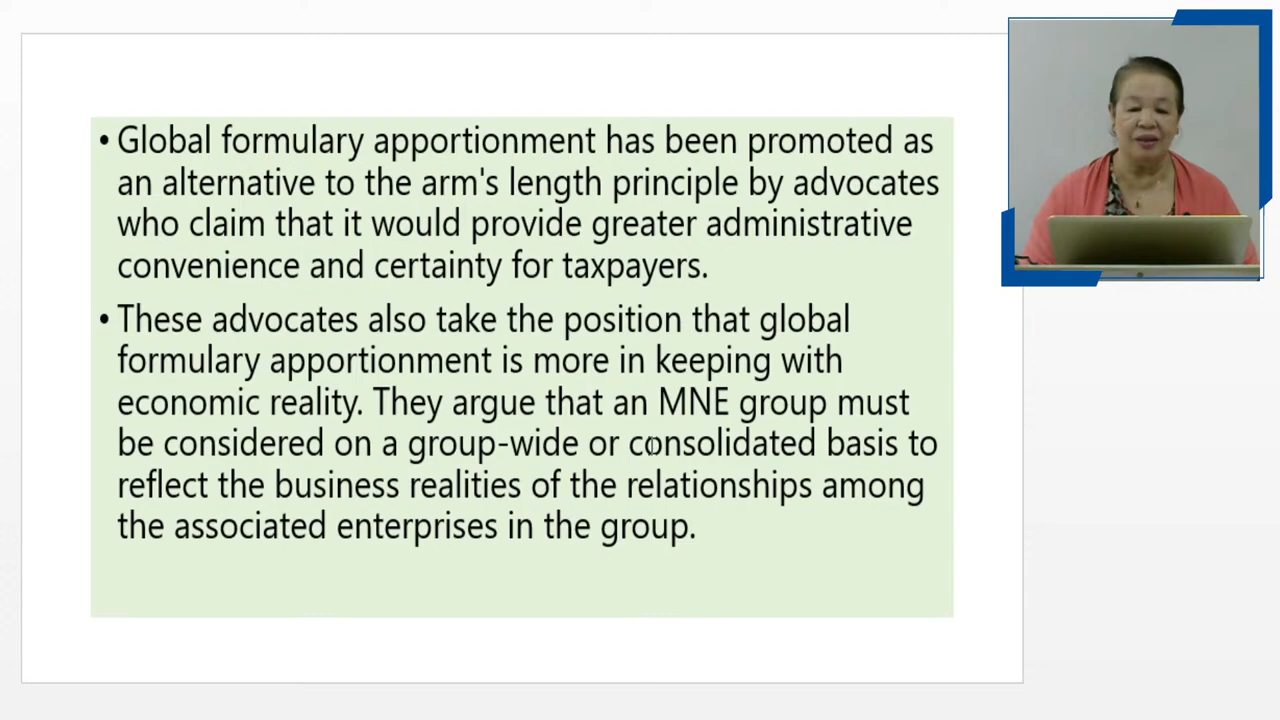 • Global formulary apportionment has been promoted as
an alternative to the arm's length principle by advocates
who claim that it would provide greater administrative
convenience and certainty for taxpayers.
• These advocates also take the position that global
formulary apportionment is more in keeping with
economic reality. They argue that an MNE group must
be considered on a group-wide or consolidated basis to
reflect the business realities of the relationships among
the associated enterprises in the group.